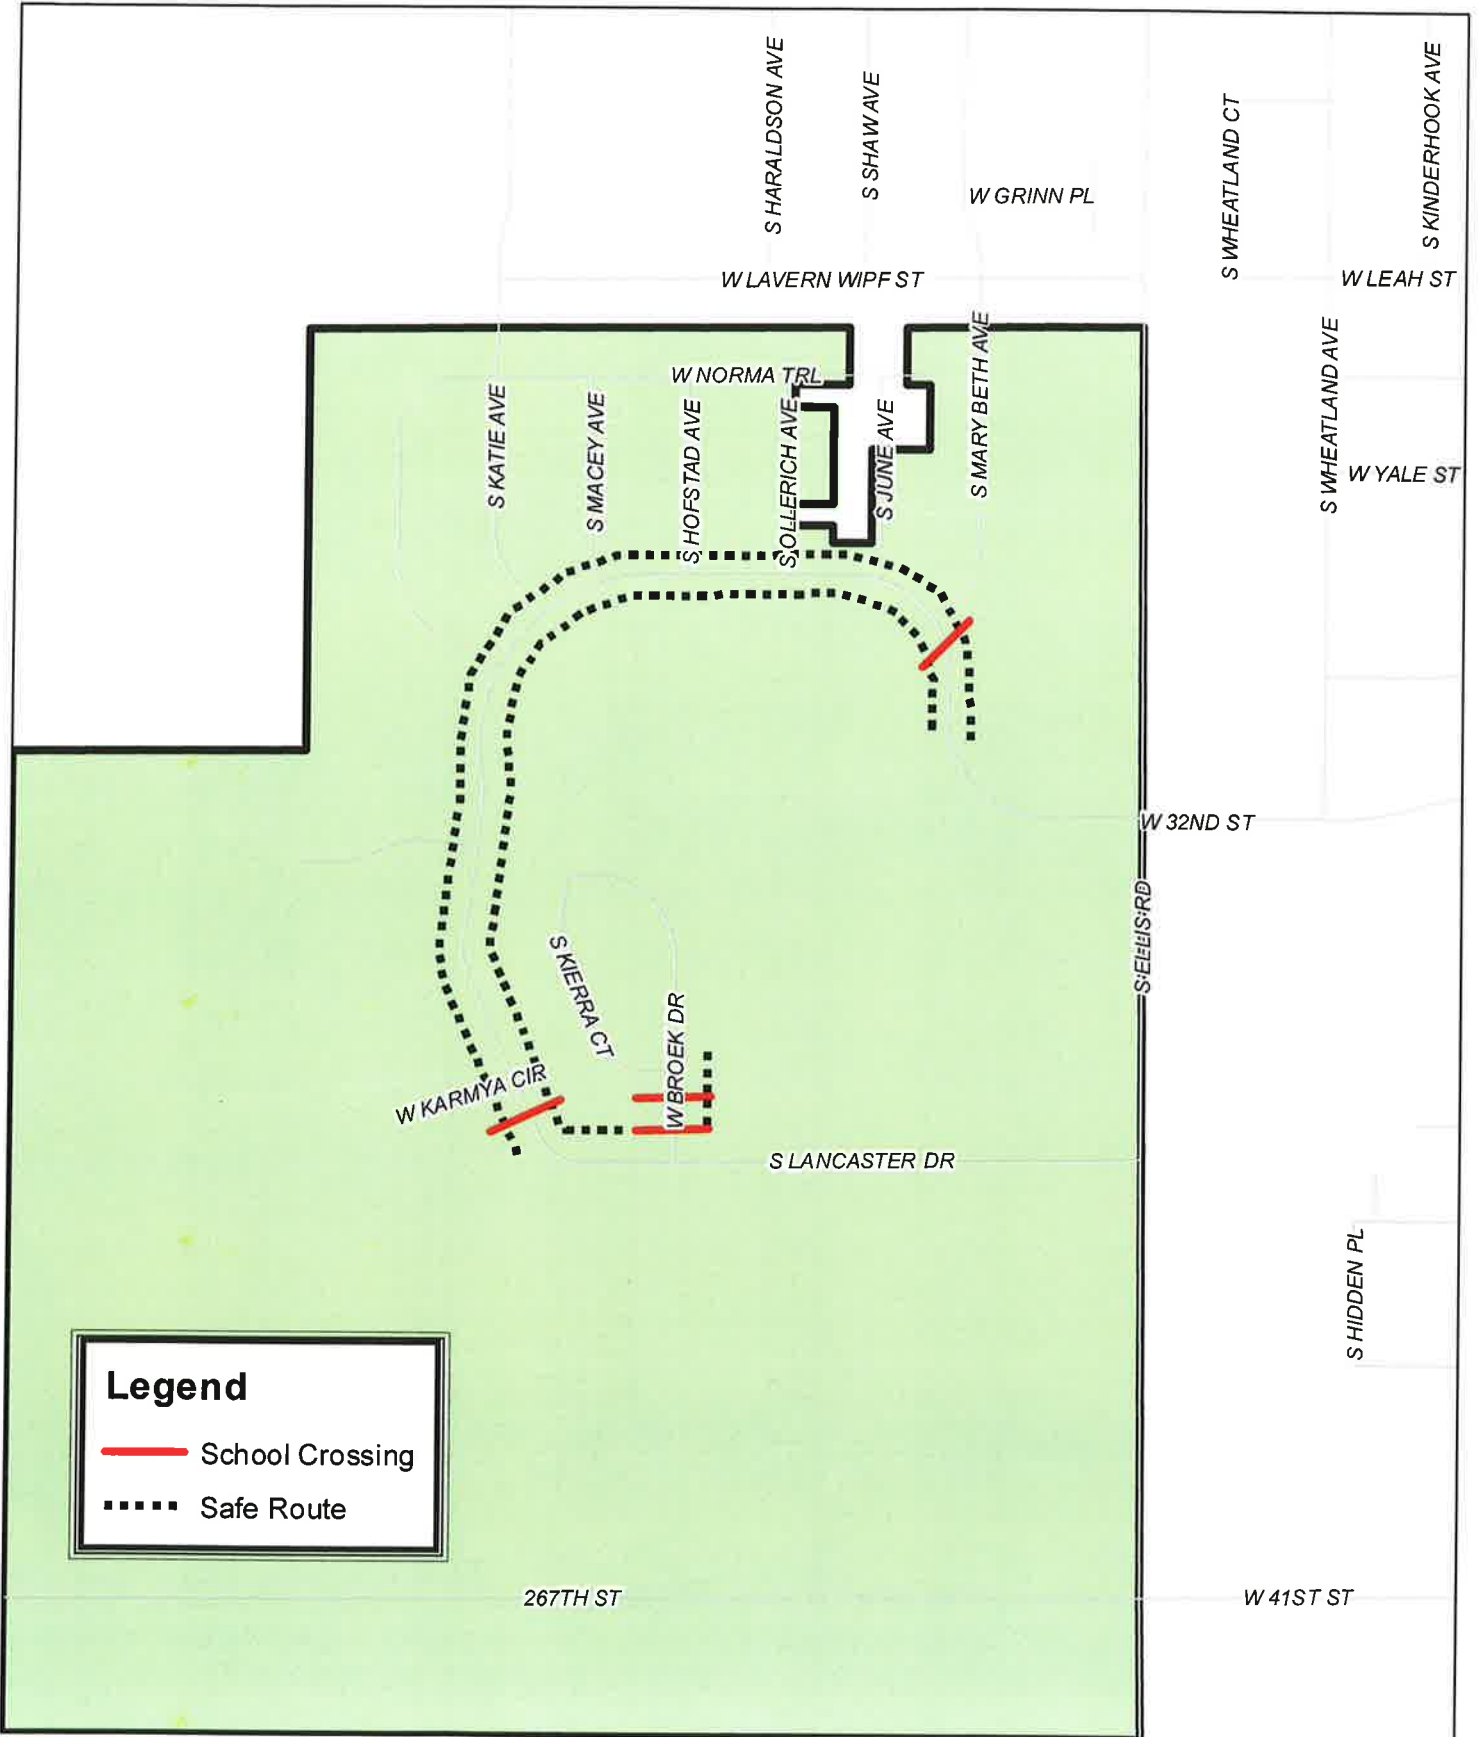 S HARALDSON AVE
S SHAW AVE
W GRINN PL
S WHEATLAND CT
S KINDERHOOK AVE
W LAVERN WIPF ST
W LEAH ST
W NORMA TRL
S KATIE AVE
S MACEY AVE
S HOFSTAD AVE
S OLLERICH AVE
S JUNE AVE
S MARY BETH AVE
S WHEATLAND AVE
W YALE ST
W 32ND ST
S ELLIS RD
S KIERRA CT
W BROEK DR
W KARMYA CIR
S LANCASTER DR
S HIDDEN PL
Legend
School Crossing
Safe Route
267TH ST
W 41ST ST